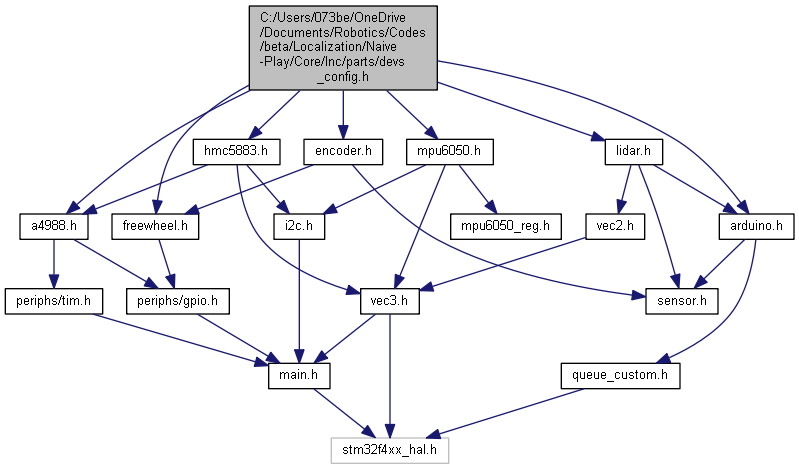 C:/Users/073be/OneDrive
/Documents/Robotics/Codes
/beta/Localization/Naive
-Play/Core/Inc/parts/devs
_config.h
hmc5883.h
encoder.h
mpu6050.h
lidar.h
a4988.h
freewheel.h
i2c.h
mpu6050_reg.h
vec2.h
arduino.h
periphs/tim.h
periphs/gpio.h
vec3.h
sensor.h
main.h
queue_custom.h
stm32f4xx_hal.h